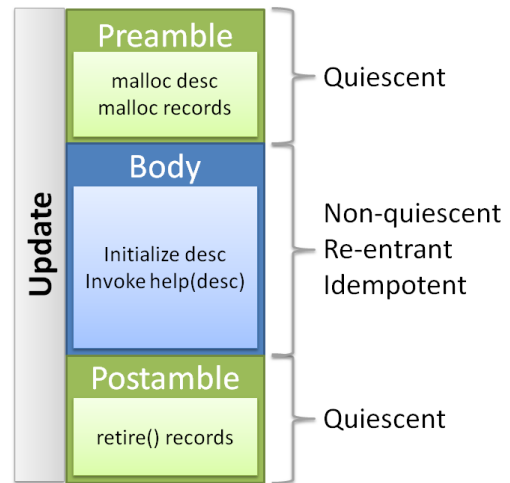 Update
Preamble
malloc desc
malloc records
Quiescent
Body
Initialize desc
Invoke help(desc)
Non-quiescent
Re-entrant
Idempotent
Postamble
retire() records
Quiescent